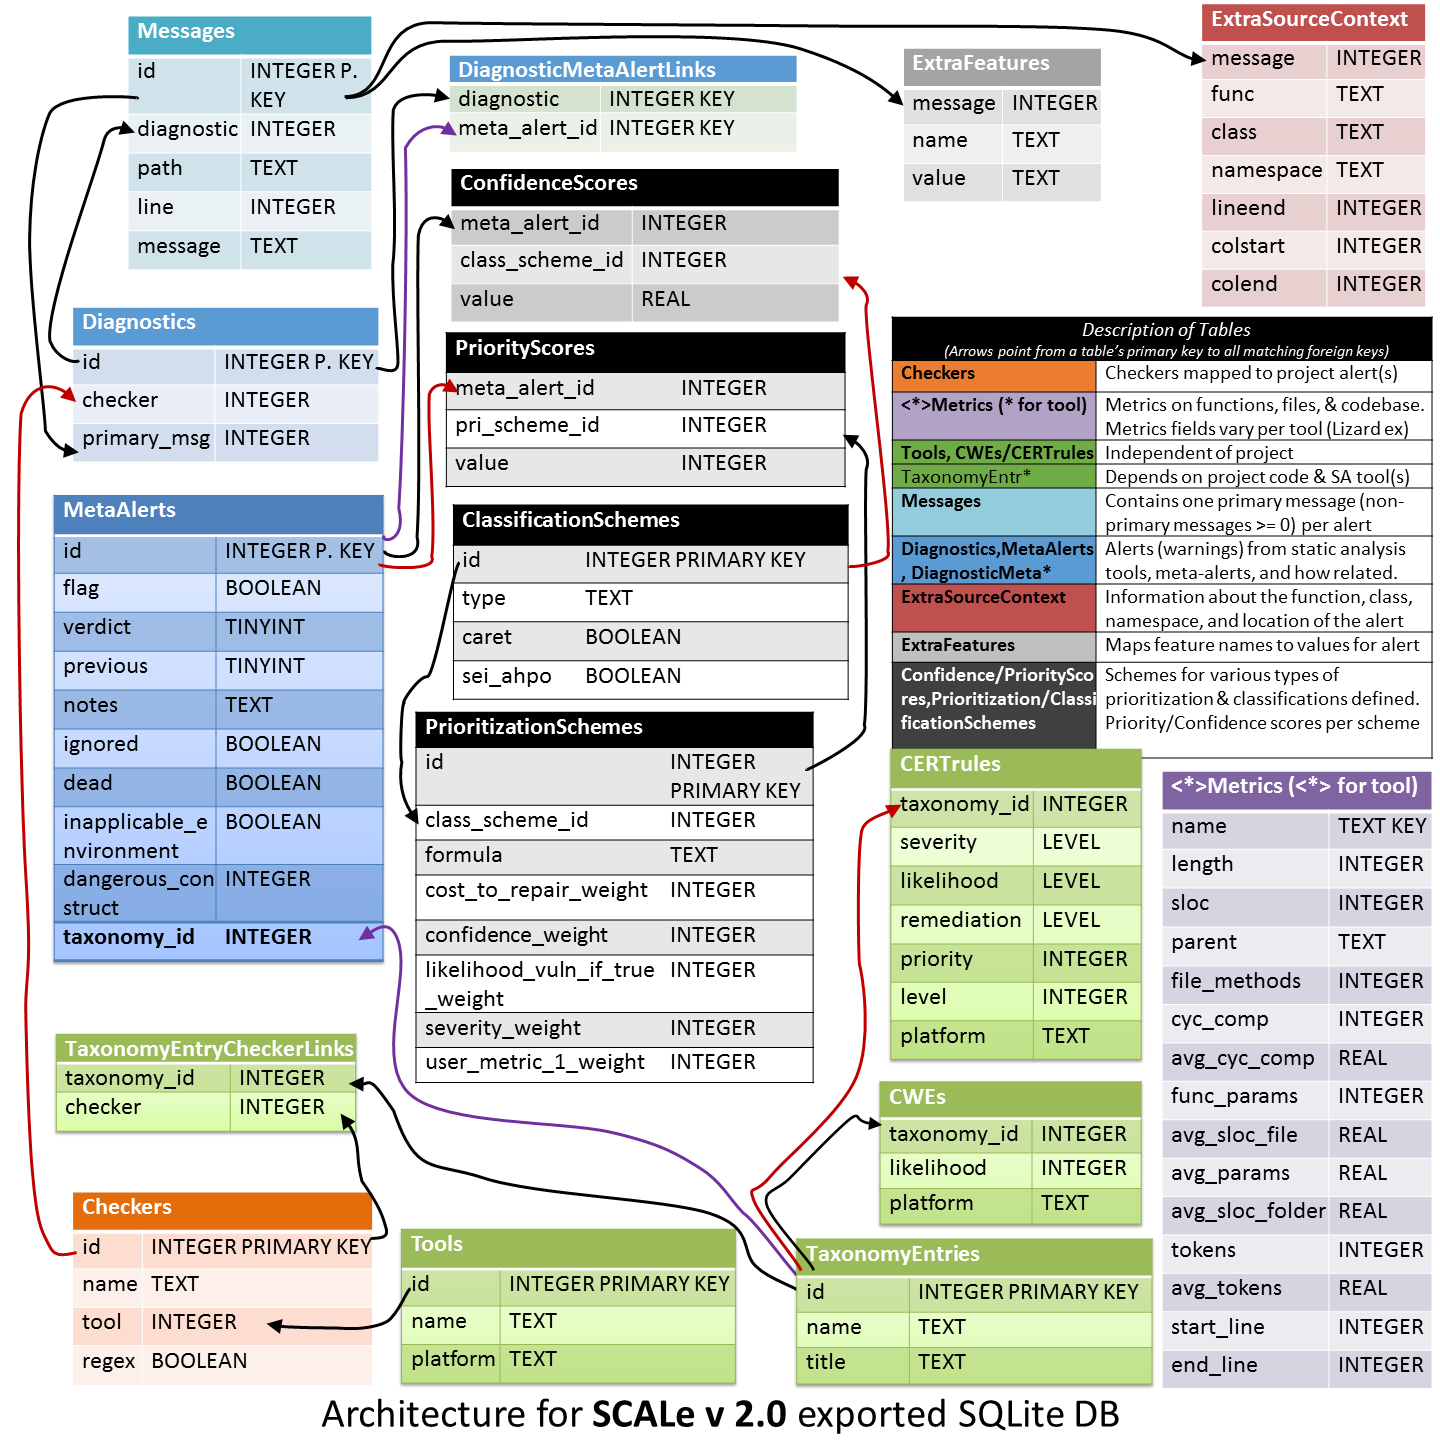 Messages
id INTEGER P. KEY
diagnostic INTEGER
path TEXT
line INTEGER
message TEXT
Diagnostics
id INTEGER P. KEY
checker INTEGER
primary_msg INTEGER
MetaAlerts
id INTEGER P. KEY
flag BOOLEAN
verdict TINYINT
previous TINYINT
notes TEXT
ignored BOOLEAN
dead BOOLEAN
inapplicable_e BOOLEAN
nvironment
dangerous_con INTEGER
struct
taxonomy_id INTEGER
TaxonomyEntryCheckerLinks
taxonomy_id INTEGER
checker INTEGER
Checkers
id INTEGER PRIMARY KEY
name TEXT
tool INTEGER
regex BOOLEAN
DiagnosticMetaAlertLinks
diagnostic INTEGER KEY
meta_alert_id INTEGER KEY
ConfidenceScores
meta_alert_id INTEGER
class_scheme_id INTEGER
value REAL
PriorityScores
meta_alert_id INTEGER
pri_scheme_id INTEGER
value INTEGER
ClassificationSchemes
id INTEGER PRIMARY KEY
type TEXT
caret BOOLEAN
sei_ahpo BOOLEAN
PrioritizationSchemes
id INTEGER
PRIMARY KEY
class_scheme_id INTEGER
formula TEXT
cost_to_repair_weight INTEGER
confidence_weight INTEGER
likelihood_vuln_if_true INTEGER
_weight
severity_weight INTEGER
user_metric_1_weight INTEGER
Tools
id INTEGER PRIMARY KEY
name TEXT
platform TEXT
ExtraFeatures
message INTEGER
name TEXT
value TEXT
ExtraSourceContext
message INTEGER
func TEXT
class TEXT
namespace TEXT
lineend INTEGER
colstart INTEGER
colend INTEGER
Description of Tables
(Arrows point from a table's primary key to all matching foreign keys)
Checkers Checkers mapped to project alert(s)
<*>Metrics (* for tool) Metrics on functions, files, & codebase.
Metrics fields vary per tool (Lizard ex)
Tools, CWEs/CERTrules Independent of project
TaxonomyEntr* Depends on project code & SA tool(s)
Messages Contains one primary message (non-
primary messages >= 0) per alert
Diagnostics,MetaAlerts Alerts (warnings) from static analysis
, DiagnosticMeta* tools, meta-alerts, and how related.
ExtraSourceContext Information about the function, class,
namespace, and location of the alert
ExtraFeatures Maps feature names to values for alert
Confidence/PrioritySco Schemes for various types of
res,Prioritization/Classi prioritization & classifications defined.
ficationSchemes Priority/Confidence scores per scheme
CERTrules
taxonomy_id INTEGER
severity LEVEL
likelihood LEVEL
remediation LEVEL
priority INTEGER
level INTEGER
platform TEXT
CWEs
taxonomy_id INTEGER
likelihood INTEGER
platform TEXT
TaxonomyEntries
id INTEGER PRIMARY KEY
name TEXT
title TEXT
<*>Metrics (<*> for tool)
name TEXT KEY
length INTEGER
sloc INTEGER
parent TEXT
file_methods INTEGER
cyc_comp INTEGER
avg_cyc_comp REAL
func_params INTEGER
avg_sloc_file REAL
avg_params REAL
avg_sloc_folder REAL
tokens INTEGER
avg_tokens REAL
start_line INTEGER
end_line INTEGER
Architecture for SCALe v 2.0 exported SQLite DB